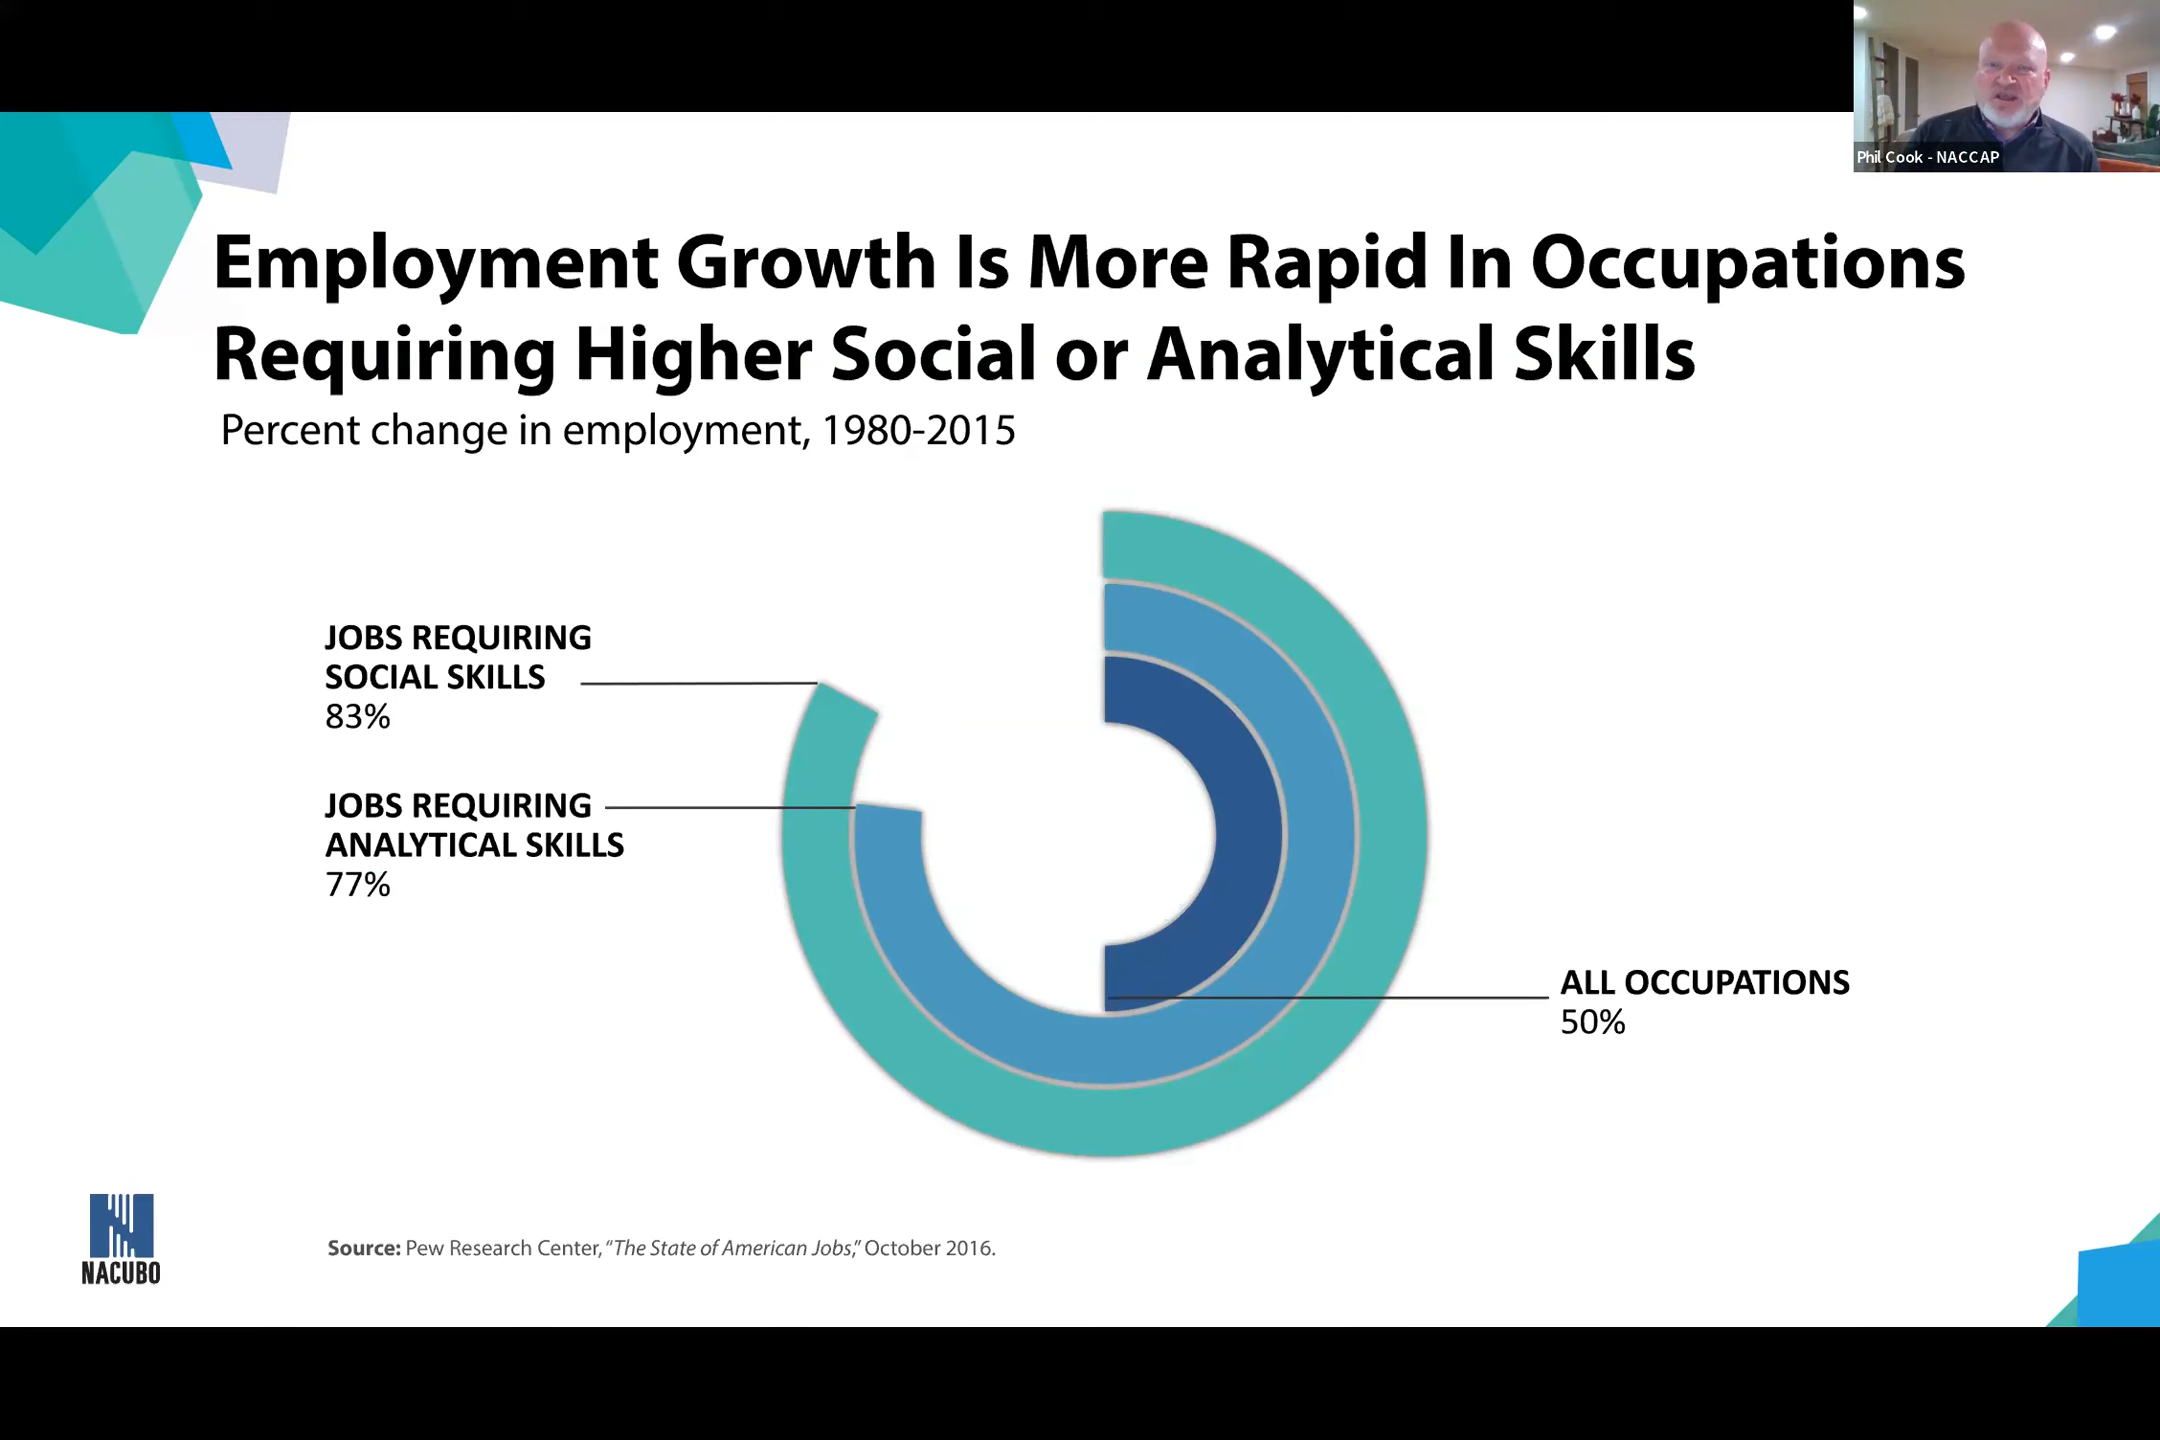 Phil Cook - NACCAP
Employment Growth Is More Rapid In Occupations
Requiring Higher Social or Analytical Skills
Percent change in employment, 1980-2015
JOBS REQUIRING
SOCIAL SKILLS
83%
JOBS REQUIRING
ANALYTICAL SKILLS
77%
ALL OCCUPATIONS
50%
Source: Pew Research Center, “The State of American Jobs,” October 2016.
NACUBO